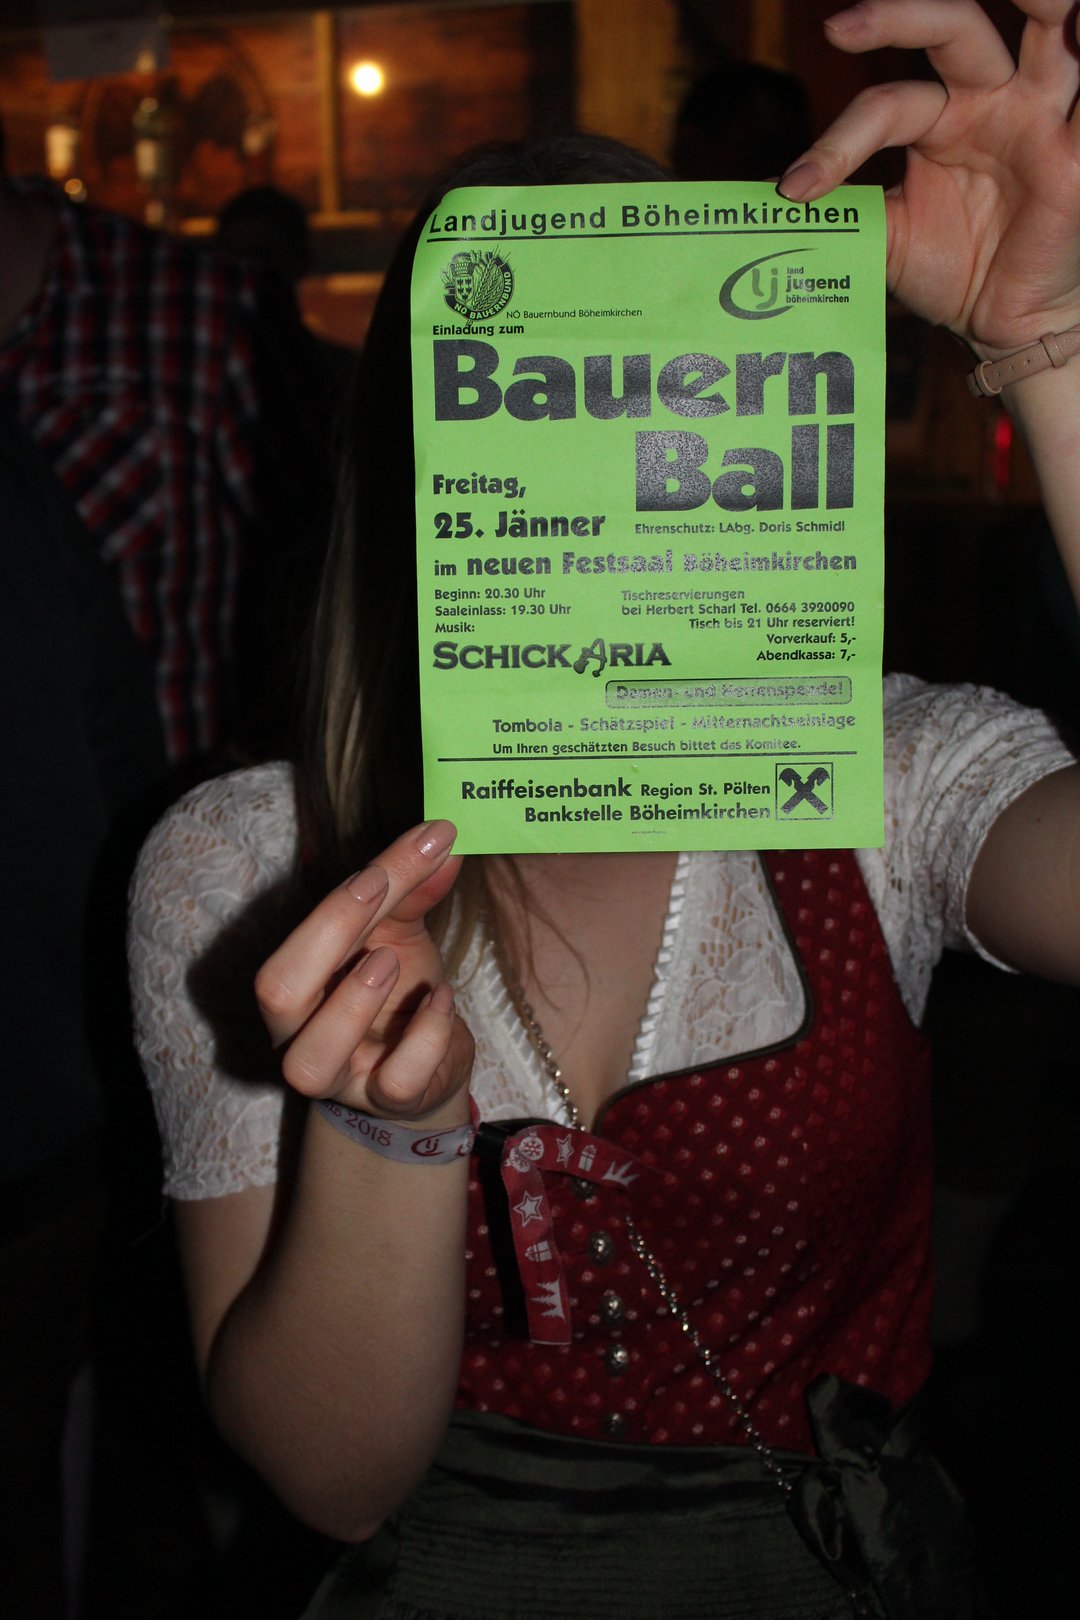 Landjugend Böheimkirchen
NÖ BAUERNBUND
NÖ Bauernbund Böheimkirchen
lj land
jugend
böheimkirchen
Einladung zum
Bauern
Ball
Freitag,
25. Jänner
Ehrenschutz: LAbg. Doris Schmidl
im neuen Festsaal Böheimkirchen
Beginn: 20.30 Uhr
Saaleinlass: 19.30 Uhr
Musik:
SCHICKARIA
Tischreservierungen
bei Herbert Scharl Tel. 0664 3920090
Tisch bis 21 Uhr reserviert!
Vorverkauf: 5,-
Abendkassa: 7,-
Damen- und Herrenspende!
Tombola - Schätzspiel - Mitternachtseinlage
Um Ihren geschätzten Besuch bittet das Komitee.
Raiffeisenbank Region St. Pölten
Bankstelle Böheimkirchen
2018 lj